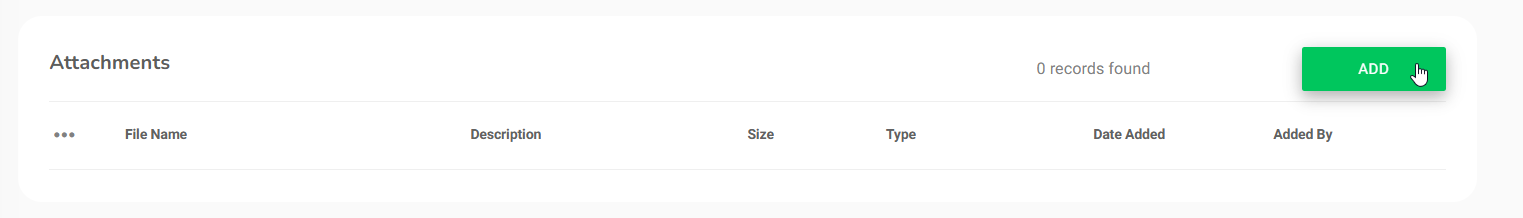 Attachments 0 records found ADD
File Name Description Size Type Date Added Added By